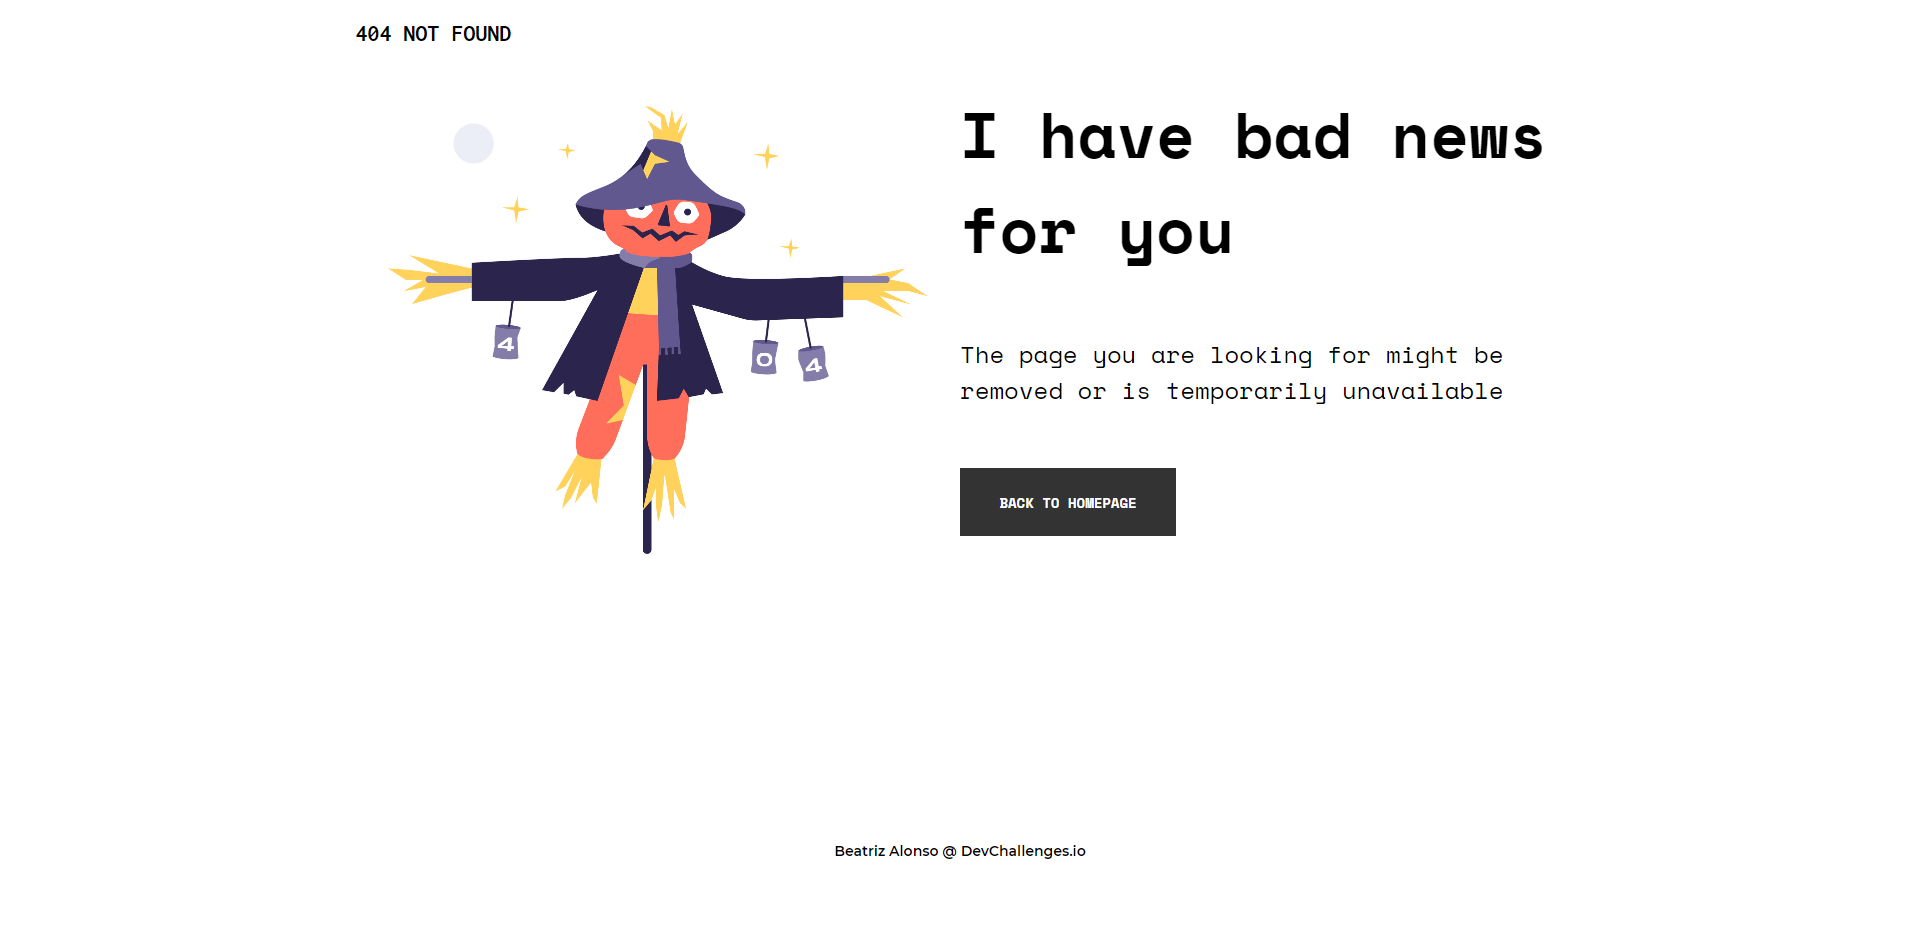 404 NOT FOUND
I have bad news
for you
4
0
4
The page you are looking for might be
removed or is temporarily unavailable
BACK TO HOMEPAGE
Beatriz Alonso @ DevChallenges.io